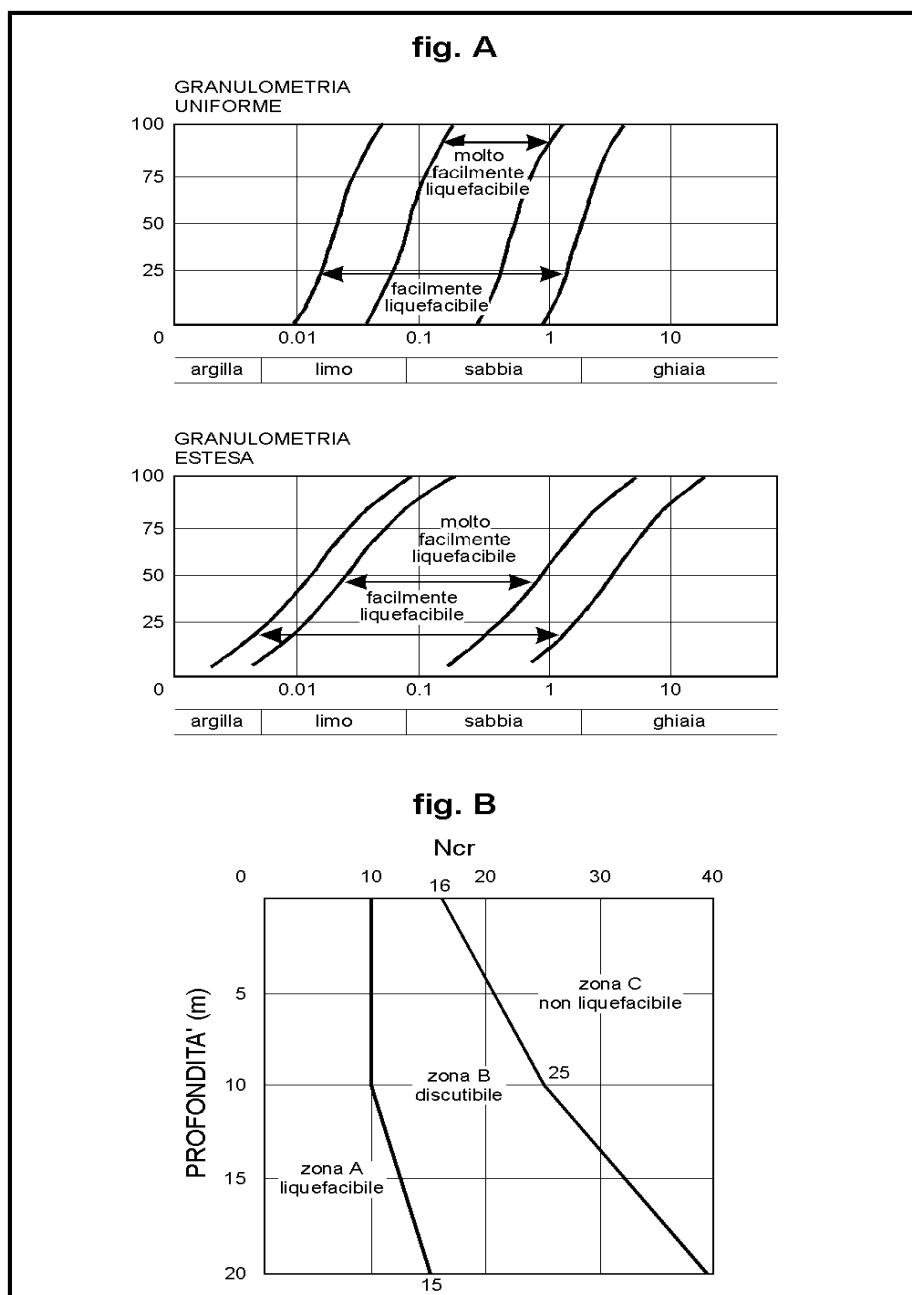 fig. A
GRANULOMETRIA
UNIFORME
100
75
50
25
0
molto
facilmente
liquefacibile
facilmente
liquefacibile
0.01 0.1 1 10
argilla limo sabbia ghiaia
GRANULOMETRIA
ESTESA
100
75
50
25
0
molto
facilmente
liquefacibile
facilmente
liquefacibile
0.01 0.1 1 10
argilla limo sabbia ghiaia
fig. B
Ncr
0 10 20 30 40
16
PROFONDITA' (m)
5
10
15
20
zona C
non liquefacibile
25
zona B
discutibile
zona A
liquefacibile
15